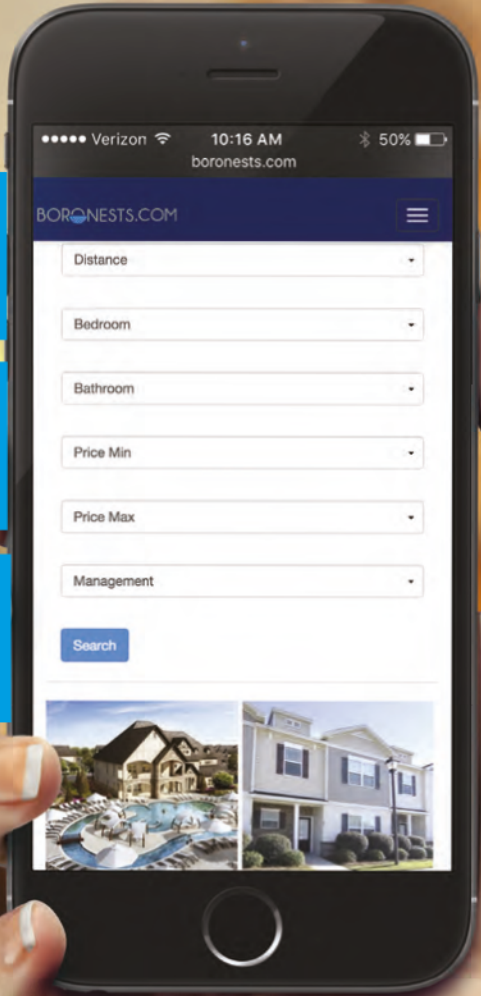 Verizon 10:16 AM 50%
boronests.com
BORONESTS.COM
Distance
Bedroom
Bathroom
Price Min
Price Max
Management
Search